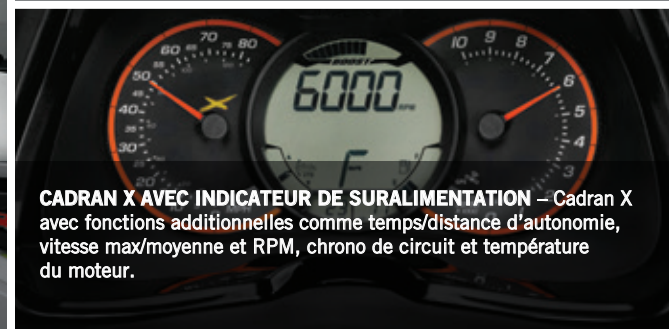 70
60 80
50
40
30
20
BOOST
6000 RPM
F
10 9 8
7
6
5
4
3
CADRAN X AVEC INDICATEUR DE SURALIMENTATION – Cadran X
avec fonctions additionnelles comme temps/distance d'autonomie,
vitesse max/moyenne et RPM, chrono de circuit et température
du moteur.